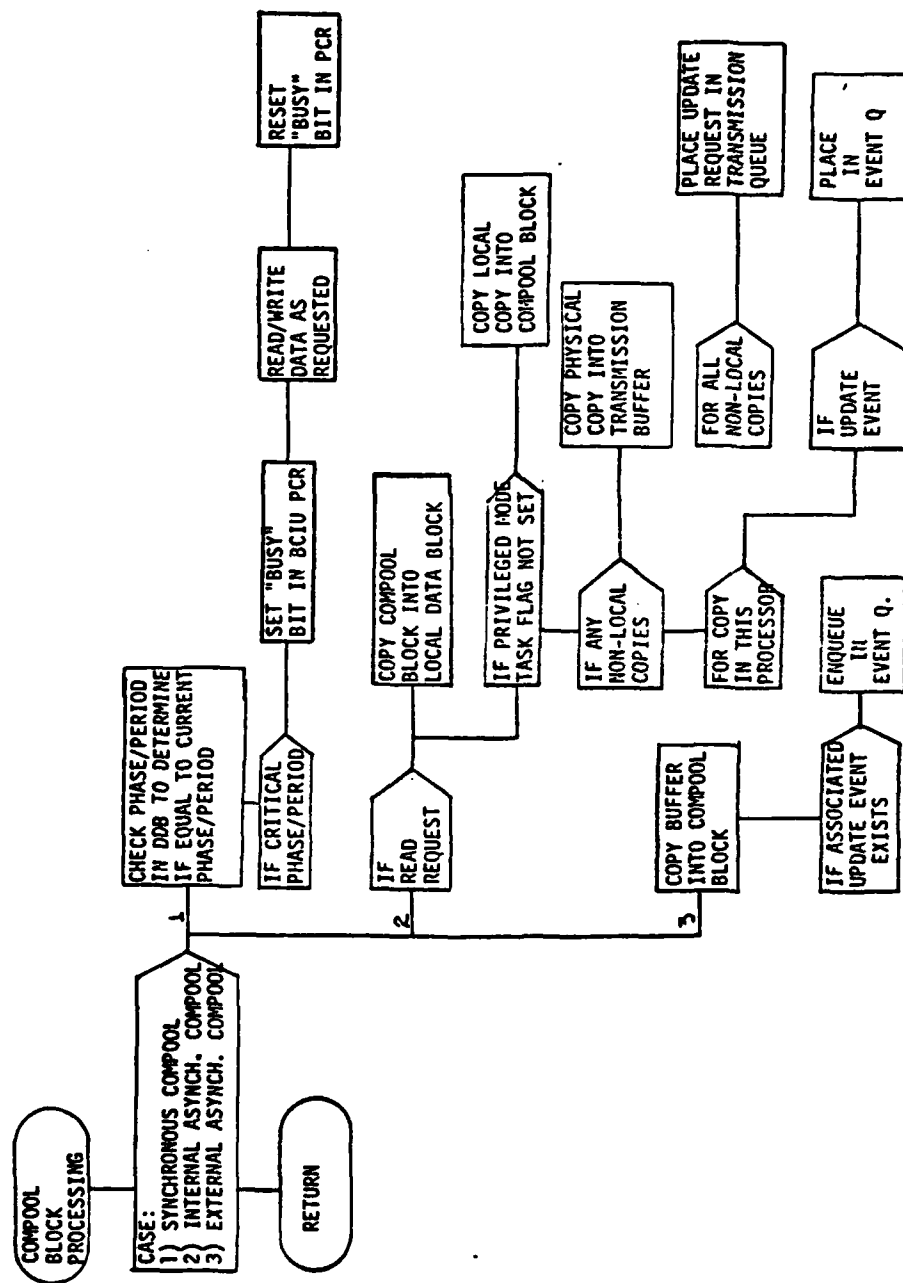 COMPOOL
BLOCK
PROCESSING
CASE:
1) SYNCHRONOUS COMPOOL
2) INTERNAL ASYNCH. COMPOOL
3) EXTERNAL ASYNCH. COMPOOL
RETURN
1
CHECK PHASE/PERIOD
IN DDB TO DETERMINE
IF EQUAL TO CURRENT
PHASE/PERIOD
IF CRITICAL
PHASE/PERIOD
SET "BUSY"
BIT IN BCIU PCR
READ/WRITE
DATA AS
REQUESTED
RESET
"BUSY"
BIT IN PCR
2
IF
READ
REQUEST
COPY COMPOOL
BLOCK INTO
LOCAL DATA BLOCK
IF PRIVILEGED MODE
TASK FLAG NOT SET
COPY LOCAL
COPY INTO
COMPOOL BLOCK
IF ANY
NON-LOCAL
COPIES
COPY PHYSICAL
COPY INTO
TRANSMISSION
BUFFER
FOR COPY
IN THIS
PROCESSOR
FOR ALL
NON-LOCAL
COPIES
PLACE UPDATE
REQUEST IN
TRANSMISSION
QUEUE
IF
UPDATE
EVENT
PLACE
IN
EVENT Q
3
COPY BUFFER
INTO COMPOOL
BLOCK
IF ASSOCIATED
UPDATE EVENT
EXISTS
ENQUEUE
IN
EVENT Q.